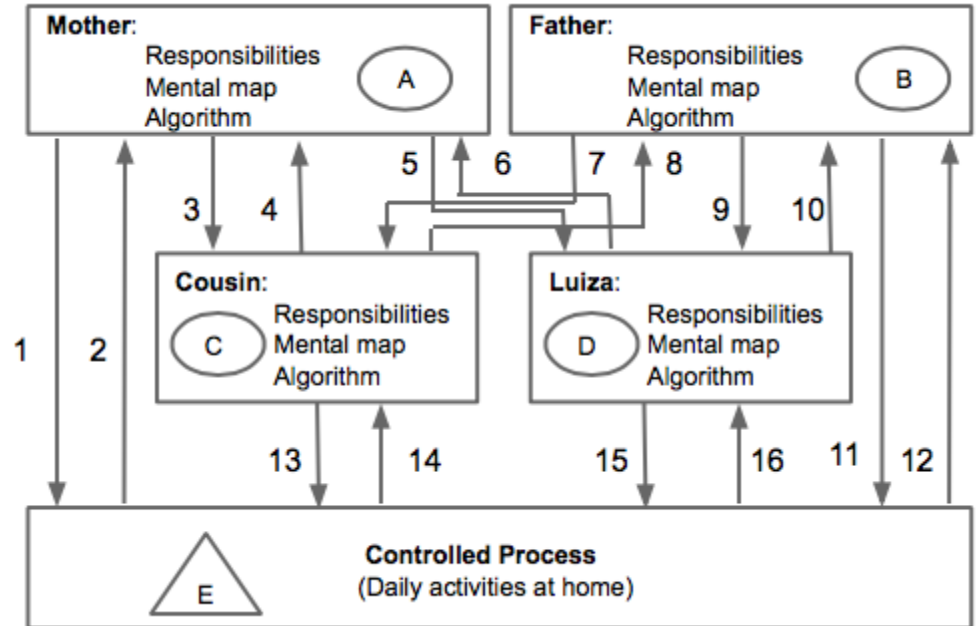 Mother:
Responsibilities
Mental map
Algorithm
A
Father:
Responsibilities
Mental map
Algorithm
B
1
2
3
4
5
6
7
8
9
10
11
12
Cousin:
Responsibilities
Mental map
Algorithm
C
Luiza:
Responsibilities
Mental map
Algorithm
D
13
14
15
16
Controlled Process
(Daily activities at home)
E